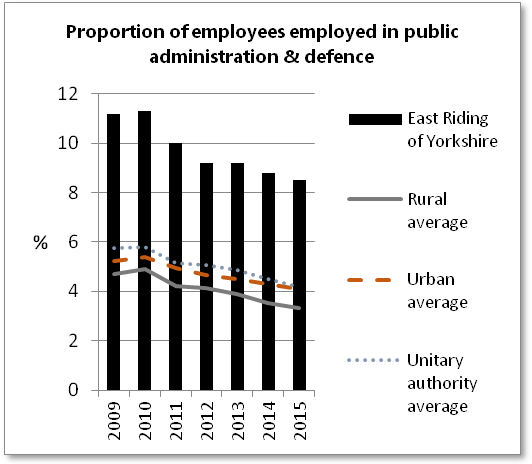 Proportion of employees employed in public
administration & defence
12
10
8
6
4
2
0
%
2009
2010
2011
2012
2013
2014
2015
East Riding
of Yorkshire
Rural
average
Urban
average
Unitary
authority
average